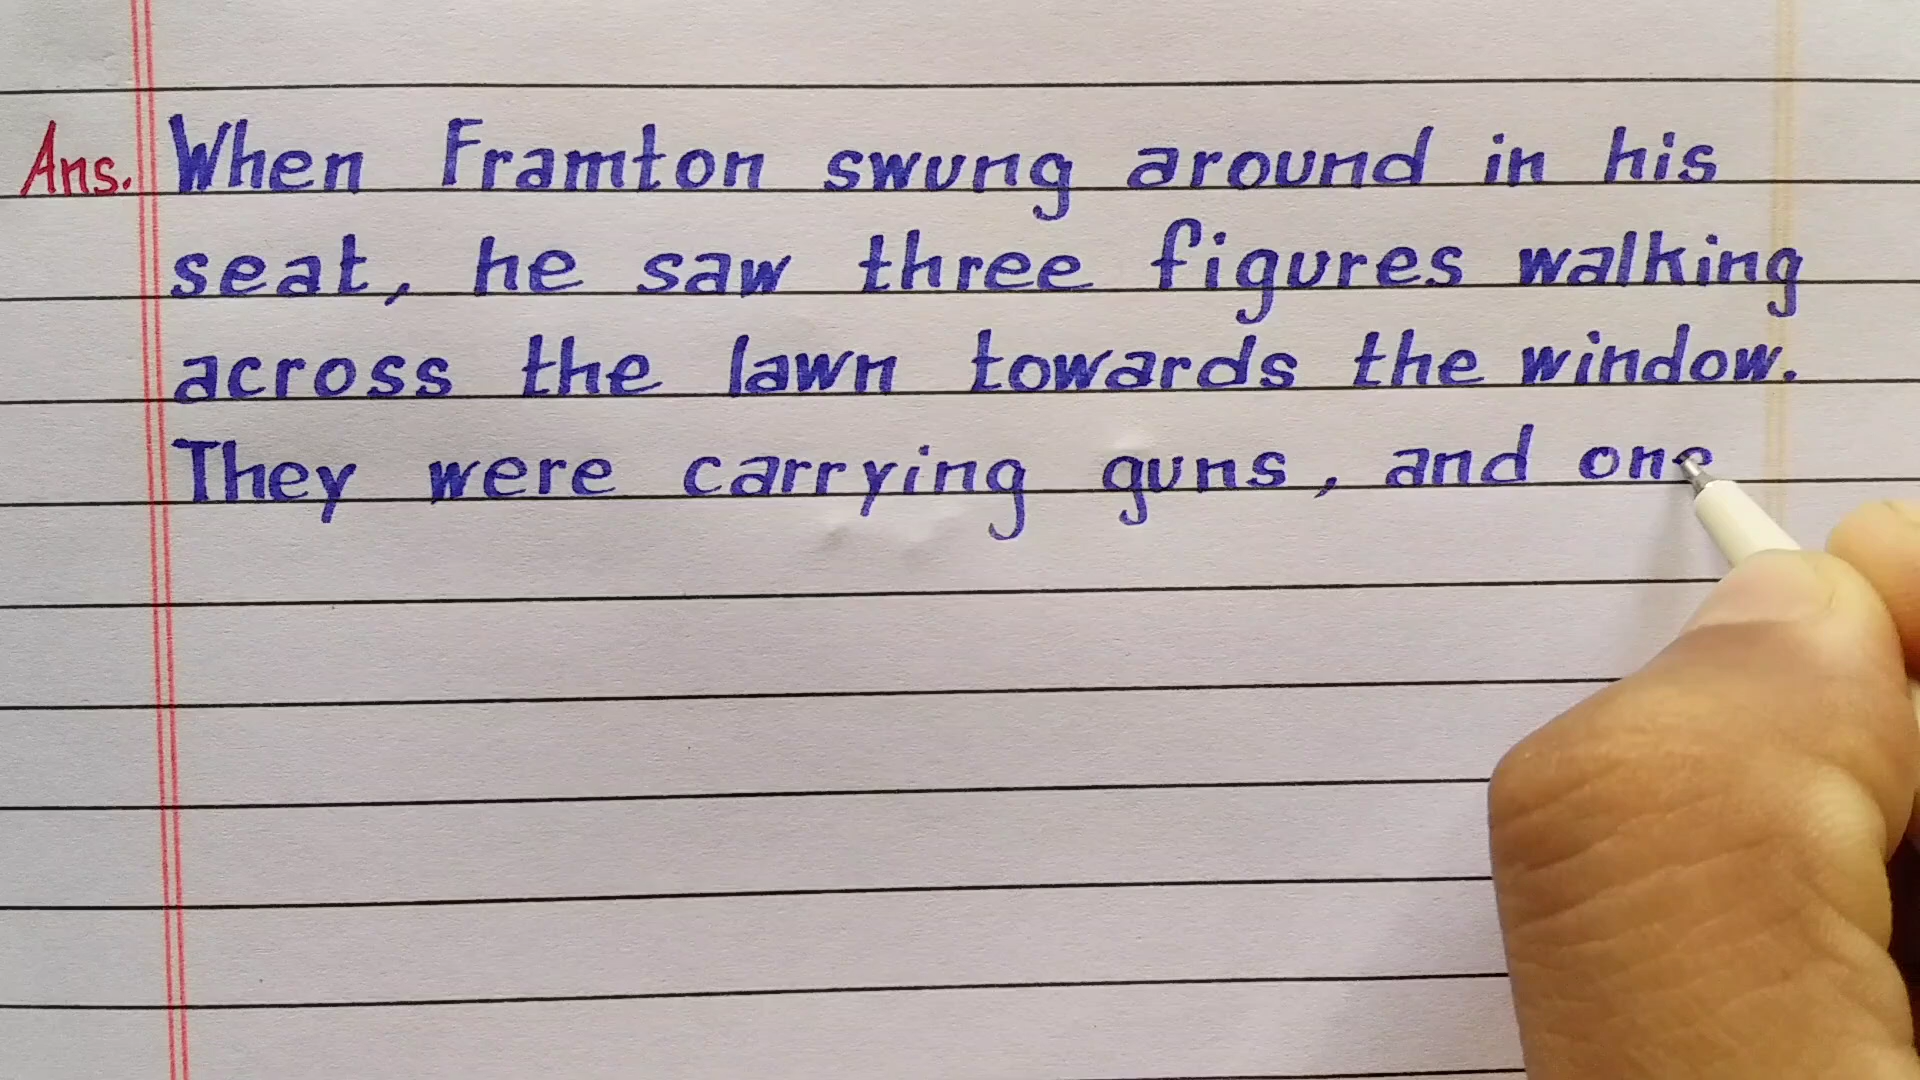 Ans. When Framton swung around in his
seat, he saw three figures walking
across the lawn towards the window.
They were carrying guns, and one